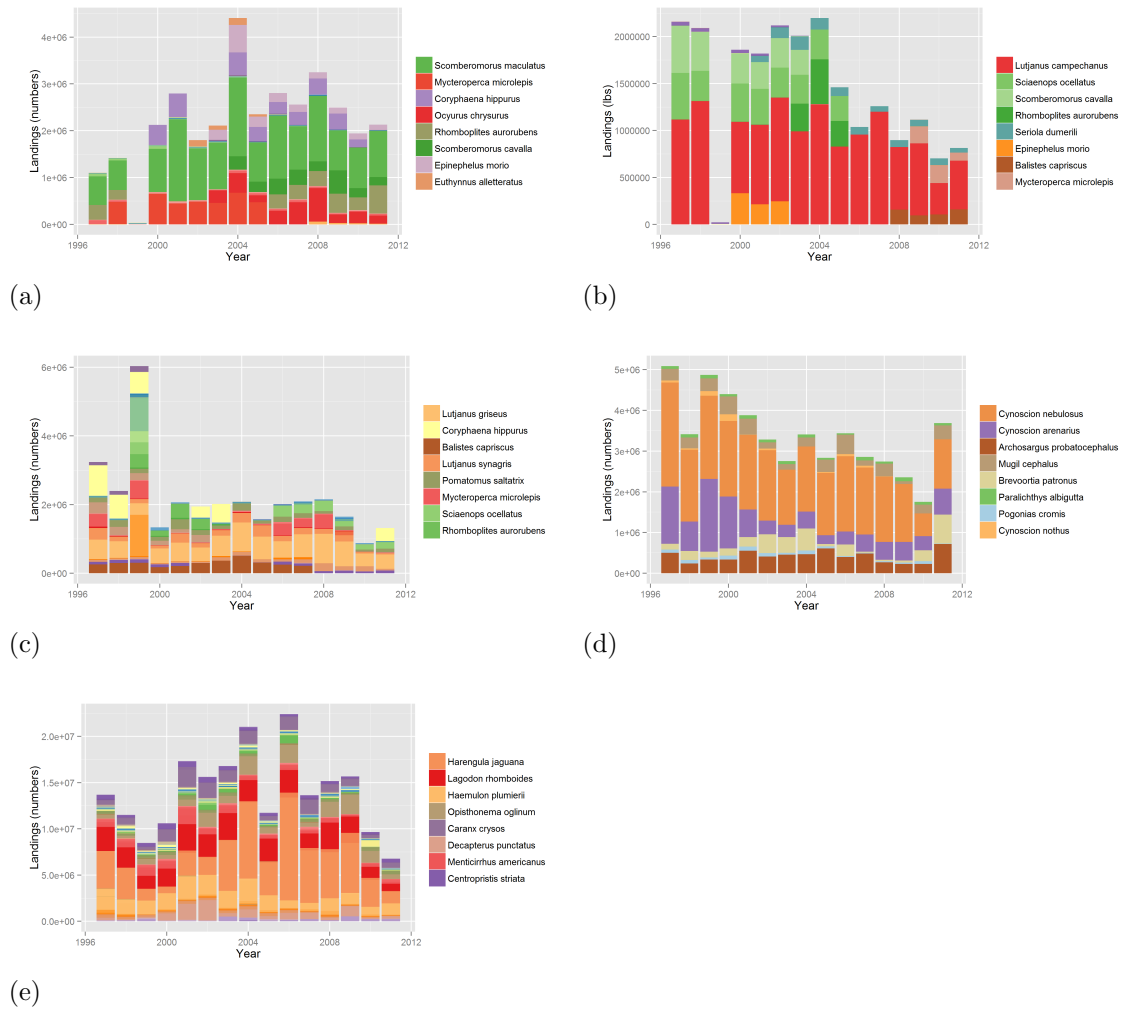 4e+06
3e+06
2e+06
1e+06
0e+00
Landings (numbers)
1996 2000 2004 2008 2012
Year
Scomberomorus maculatus
Mycteroperca microlepis
Coryphaena hippurus
Ocyurus chrysurus
Rhomboplites aurorubens
Scomberomorus cavalla
Epinephelus morio
Euthynnus alletteratus
(a)
2000000
1500000
1000000
500000
0
Landings (lbs)
1996 2000 2004 2008 2012
Year
Lutjanus campechanus
Sciaenops ocellatus
Scomberomorus cavalla
Rhomboplites aurorubens
Seriola dumerili
Epinephelus morio
Balistes capriscus
Mycteroperca microlepis
(b)
6e+06
4e+06
2e+06
0e+00
Landings (numbers)
1996 2000 2004 2008 2012
Year
Lutjanus griseus
Coryphaena hippurus
Balistes capriscus
Lutjanus synagris
Pomatomus saltatrix
Mycteroperca microlepis
Sciaenops ocellatus
Rhomboplites aurorubens
(c)
5e+06
4e+06
3e+06
2e+06
1e+06
0e+00
Landings (numbers)
1996 2000 2004 2008 2012
Year
Cynoscion nebulosus
Cynoscion arenarius
Archosargus probatocephalus
Mugil cephalus
Brevoortia patronus
Paralichthys albigutta
Pogonias cromis
Cynoscion nothus
(d)
2.0e+07
1.5e+07
1.0e+07
5.0e+06
0.0e+00
Landings (numbers)
1996 2000 2004 2008 2012
Year
Harengula jaguana
Lagodon rhomboides
Haemulon plumierii
Opisthonema oglinum
Caranx crysos
Decapterus punctatus
Menticirrhus americanus
Centropristis striata
(e)